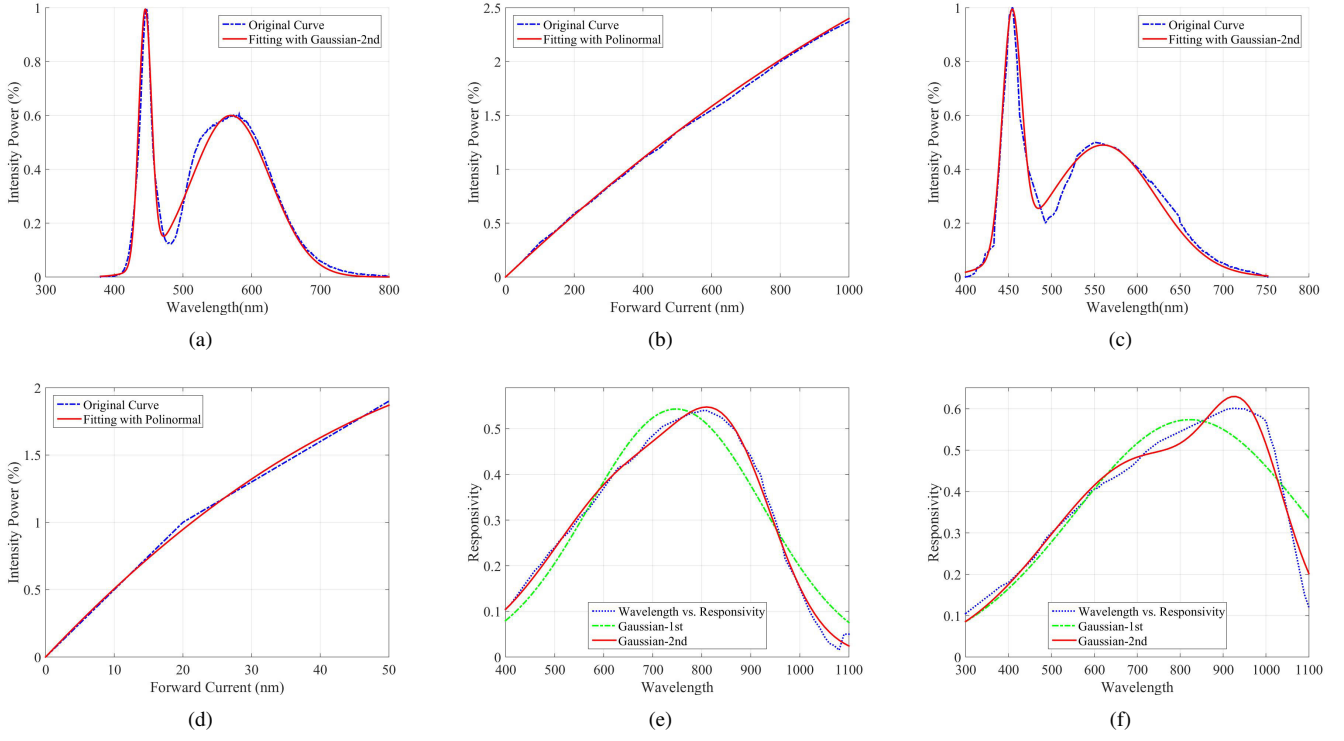 Intensity Power (%)
1
0.8
0.6
0.4
0.2
0
300 400 500 600 700 800
Wavelength(nm)
Original Curve
Fitting with Gaussian-2nd
(a)
Intensity Power (%)
2.5
2
1.5
1
0.5
0
0 200 400 600 800 1000
Forward Current (nm)
Original Curve
Fitting with Polinormal
(b)
Intensity Power (%)
1
0.8
0.6
0.4
0.2
0
400 450 500 550 600 650 700 750 800
Wavelength(nm)
Original Curve
Fitting with Gaussian-2nd
(c)
Intensity Power (%)
2
1.5
1
0.5
0
0 10 20 30 40 50
Forward Current (nm)
Original Curve
Fitting with Polinormal
(d)
Responsivity
0.5
0.4
0.3
0.2
0.1
0
400 500 600 700 800 900 1000 1100
Wavelength
Wavelength vs. Responsivity
Gaussian-1st
Gaussian-2nd
(e)
Responsivity
0.6
0.5
0.4
0.3
0.2
0.1
0
300 400 500 600 700 800 900 1000 1100
Wavelength
Wavelength vs. Responsivity
Gaussian-1st
Gaussian-2nd
(f)